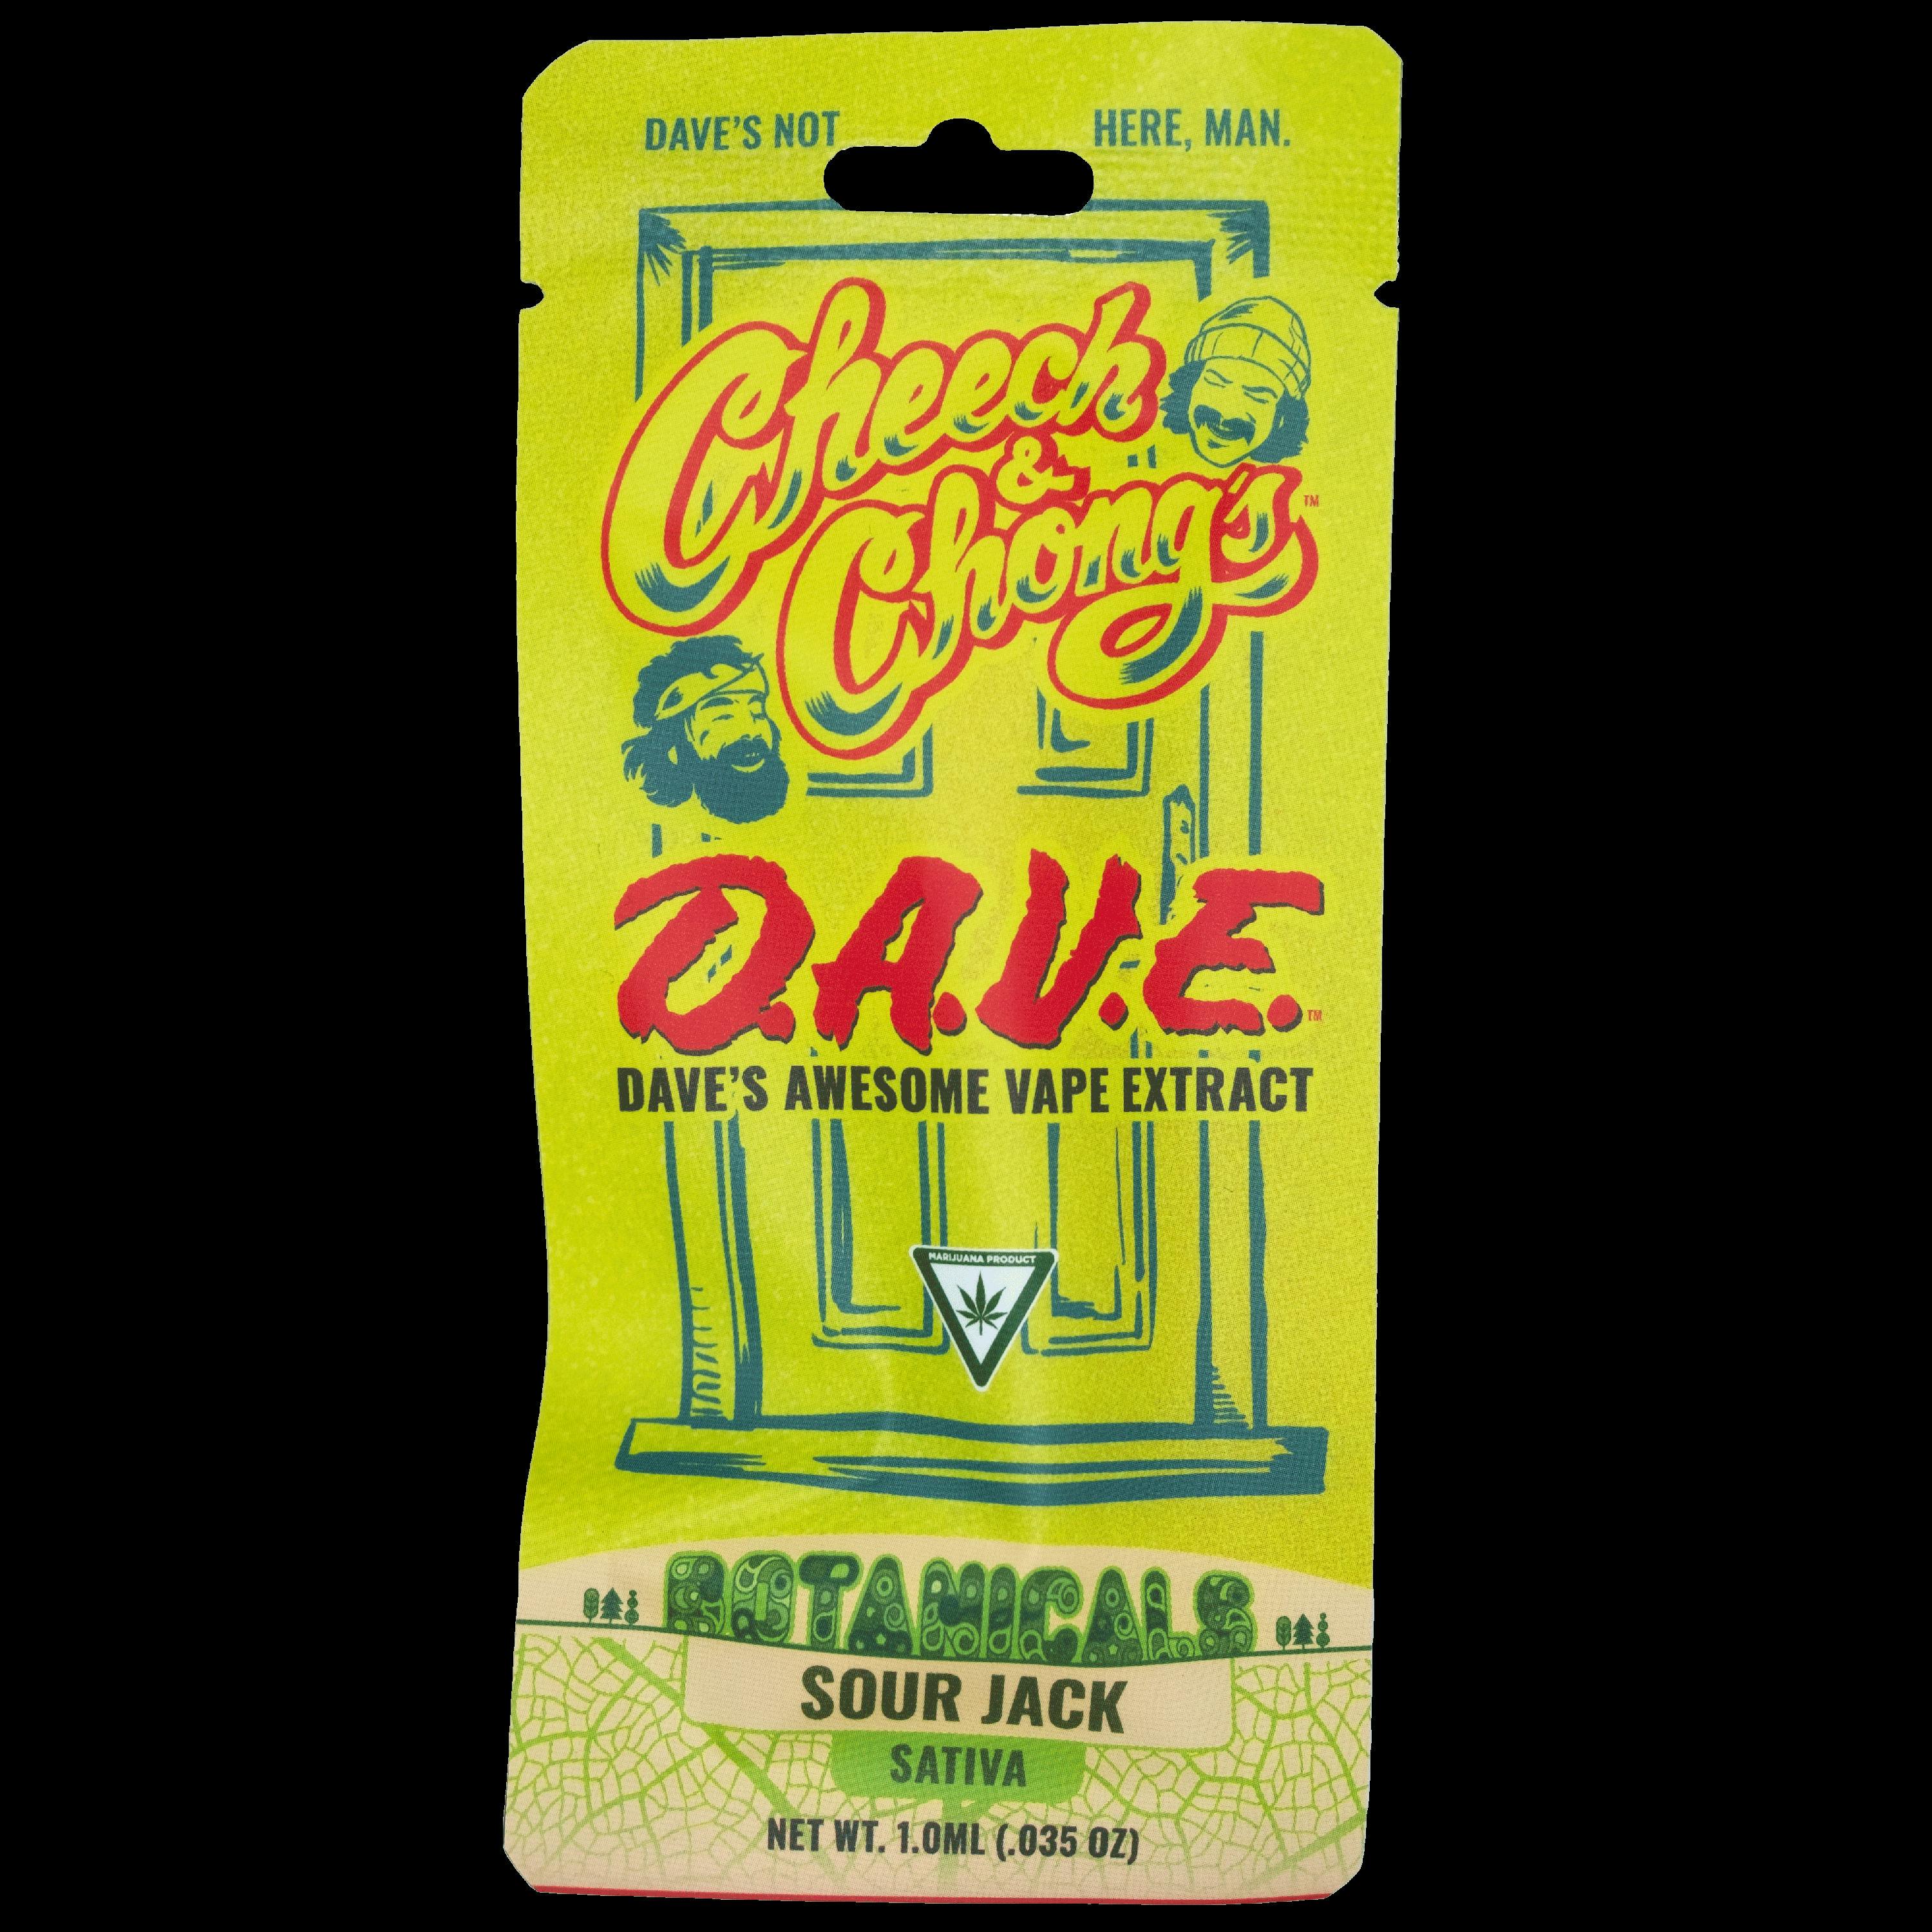 DAVE'S NOT HERE, MAN.
Cheech
&
Chong's™
D.A.V.E.™
DAVE'S AWESOME VAPE EXTRACT
MARIJUANA PRODUCT
BOTANICALS
SOUR JACK
SATIVA
NET WT. 1.0ML (.035 OZ)